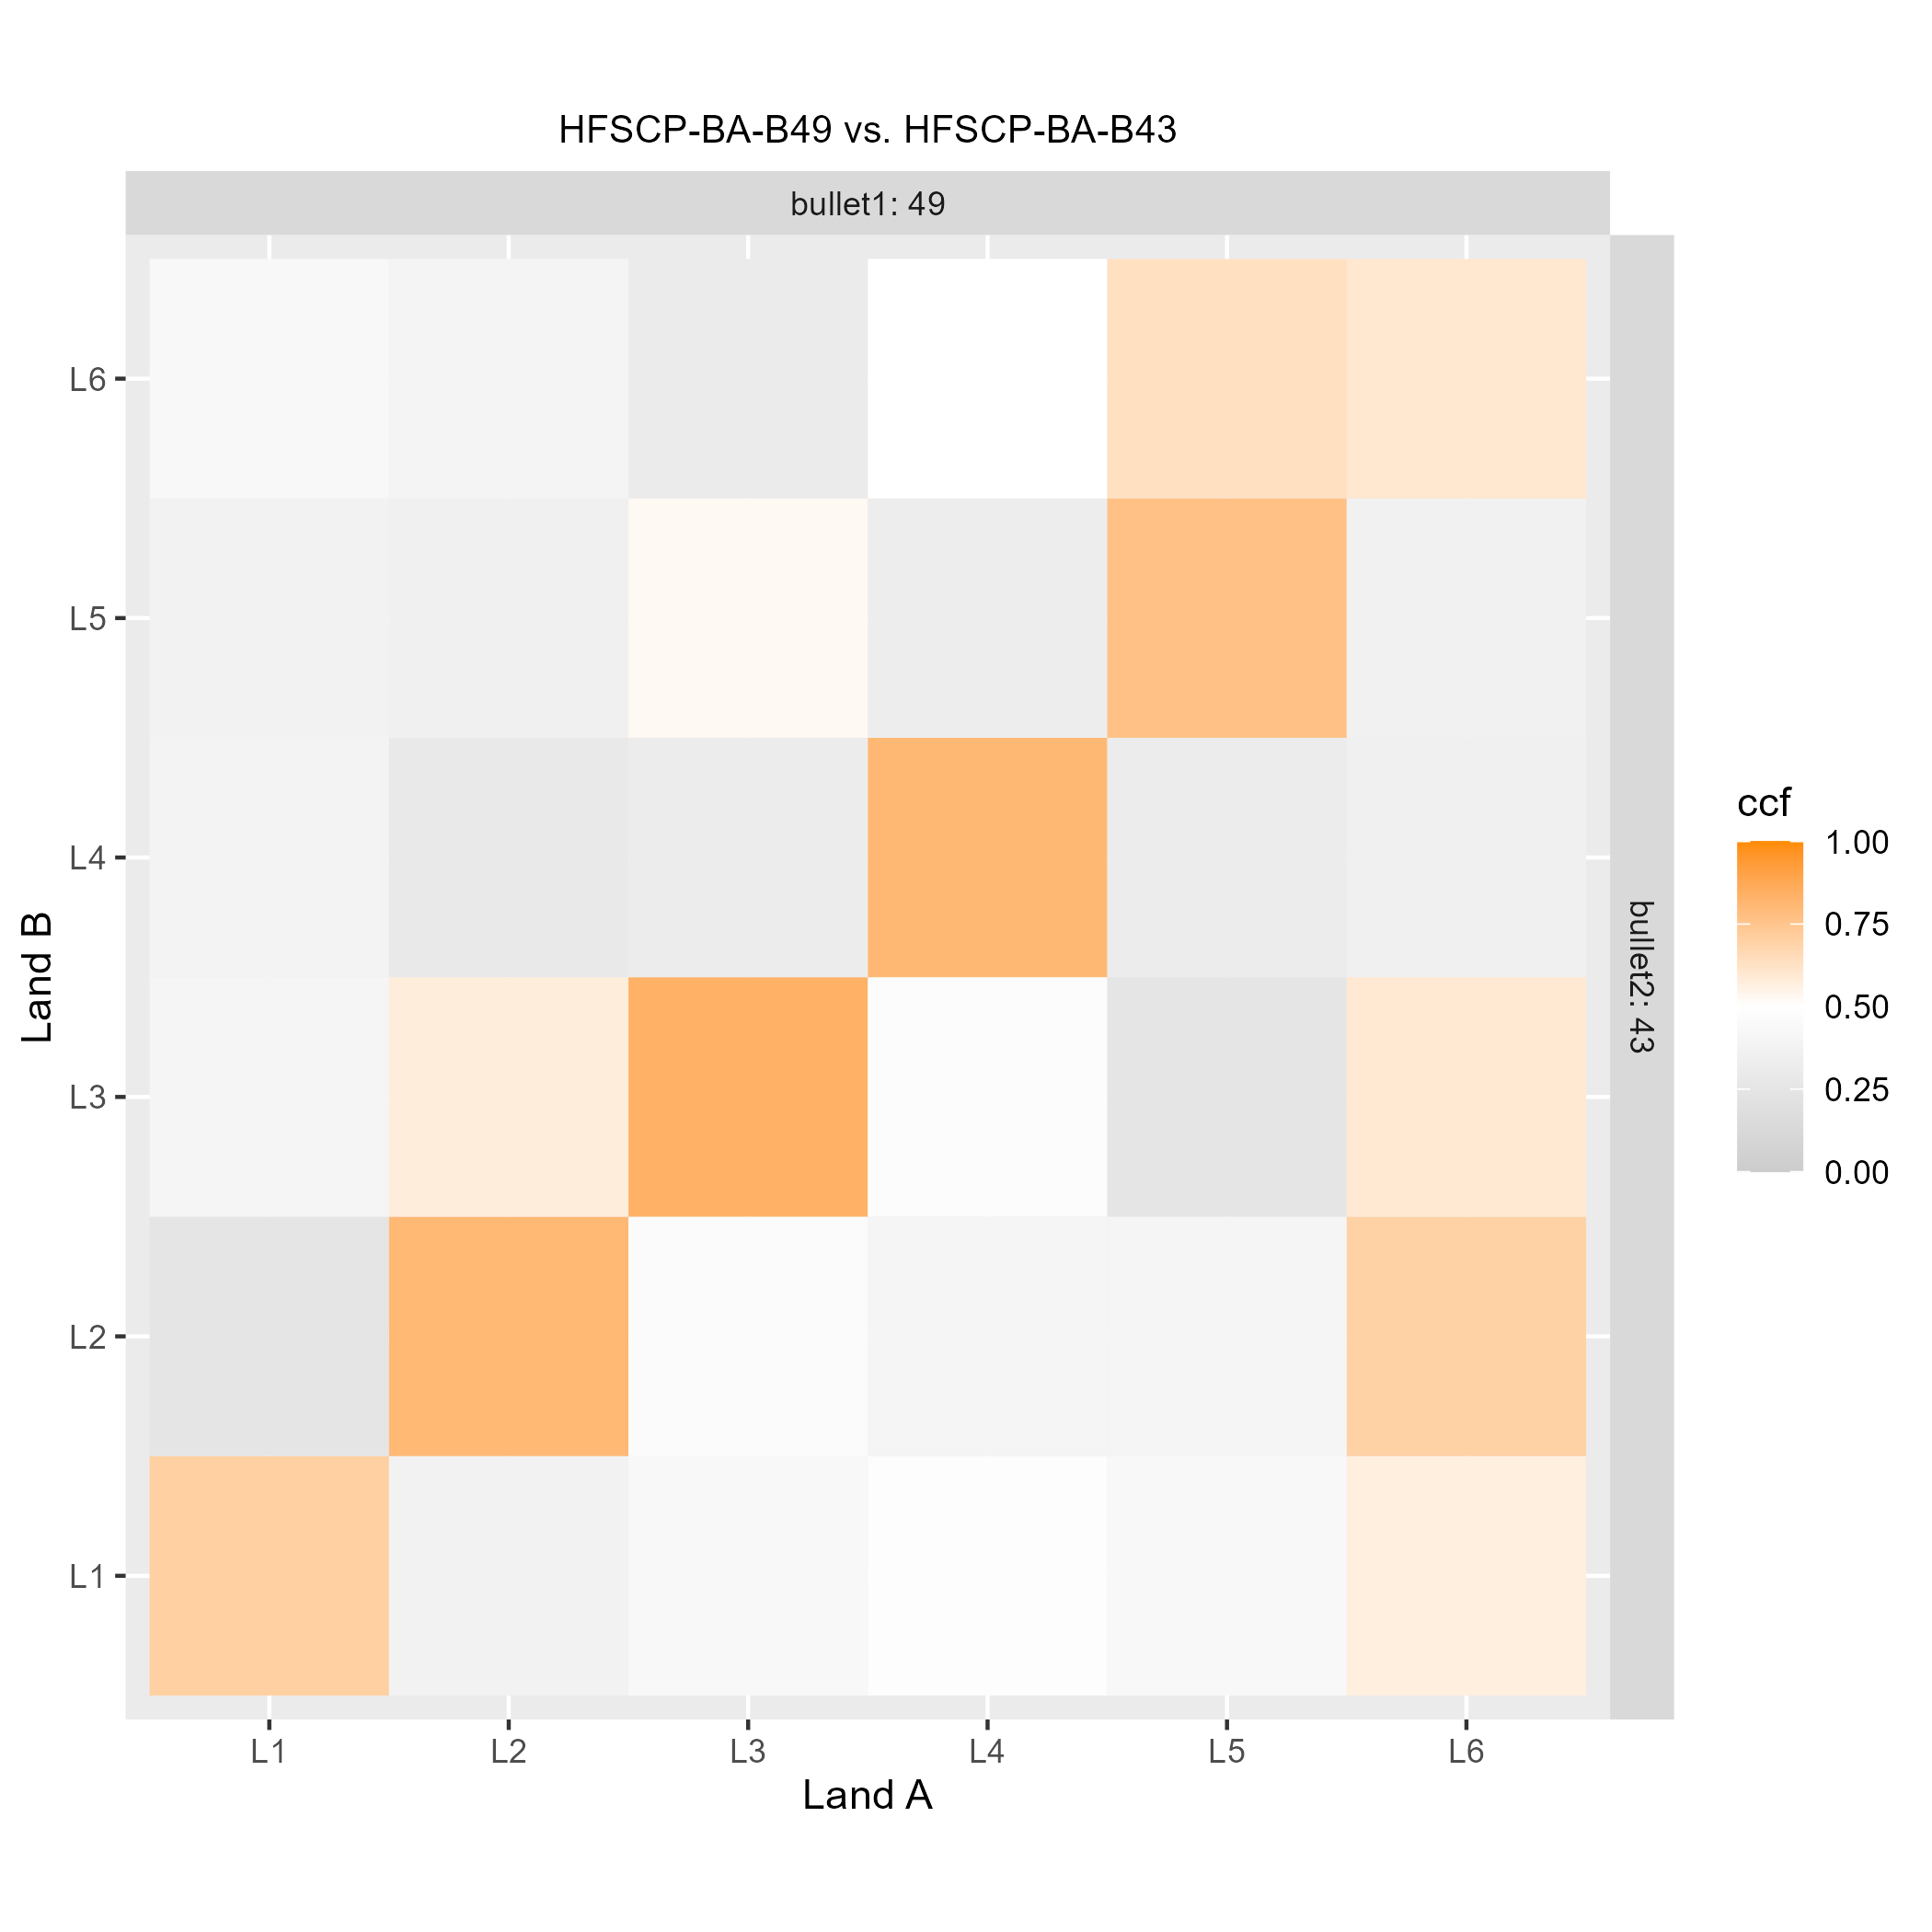 HFSCP-BA-B49 vs. HFSCP-BA-B43
bullet1: 49
L6
L5
L4
L3
L2
L1
Land B
bullet2: 43
ccf
1.00
0.75
0.50
0.25
0.00
L1 L2 L3 L4 L5 L6
Land A